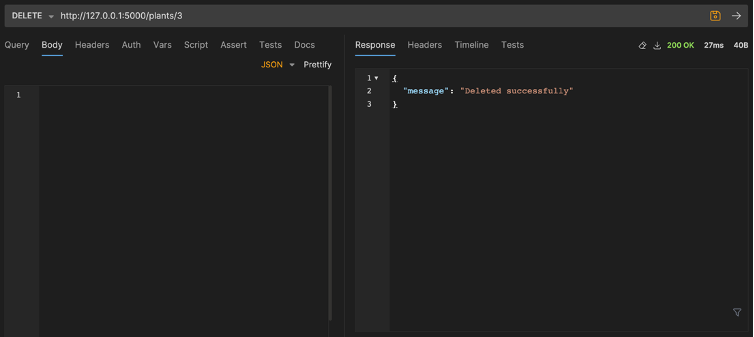 DELETE http://127.0.0.1:5000/plants/3
Query Body Headers Auth Vars Script Assert Tests Docs
JSON Prettify
1
Response Headers Timeline Tests 200 OK 27ms 40B
1 {
2 "message": "Deleted successfully"
3 }